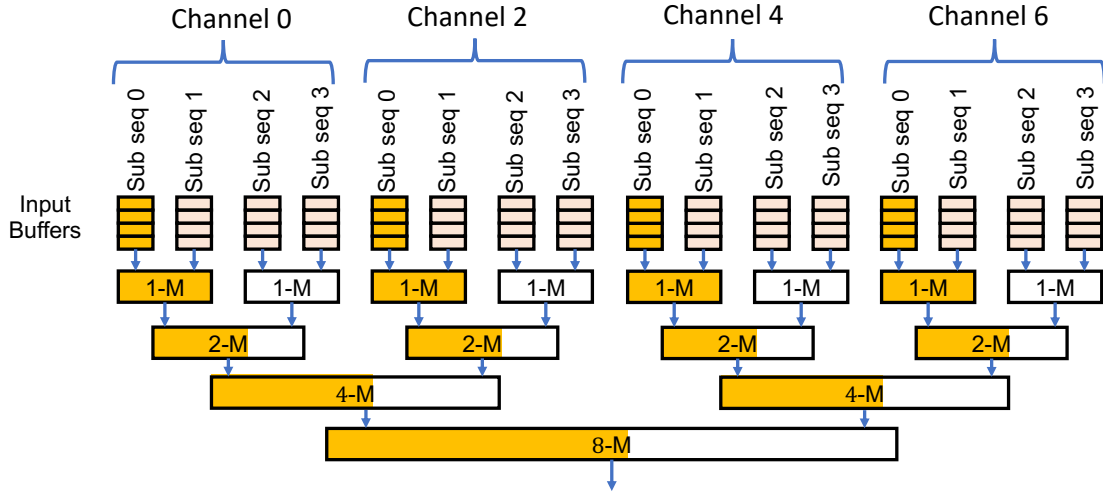 Channel 0
Channel 2
Channel 4
Channel 6
Sub seq 0
Sub seq 1
Sub seq 2
Sub seq 3
Sub seq 0
Sub seq 1
Sub seq 2
Sub seq 3
Sub seq 0
Sub seq 1
Sub seq 2
Sub seq 3
Sub seq 0
Sub seq 1
Sub seq 2
Sub seq 3
Input
Buffers
1-M
1-M
1-M
1-M
1-M
1-M
1-M
1-M
2-M
2-M
2-M
2-M
4-M
4-M
8-M